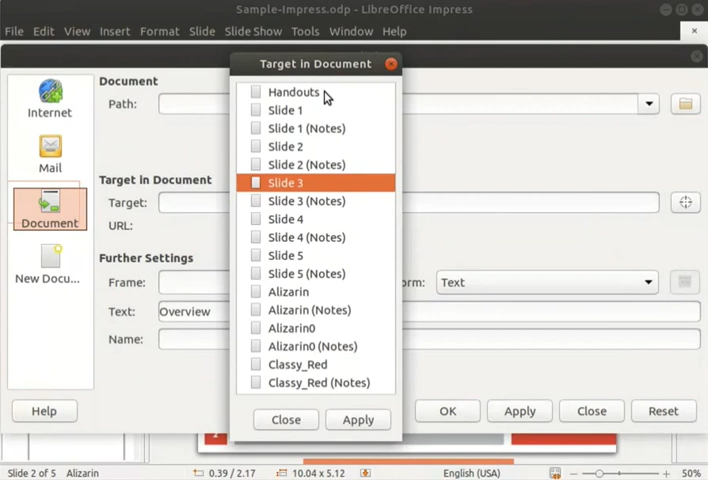 Sample-Impress.odp - LibreOffice Impress
File Edit View Insert Format Slide Slide Show Tools Window Help
Target in Document
Internet
Mail
Document
New Docu...
Document
Path:
Target in Document
Target:
URL:
Further Settings
Frame:
orm: Text
Text: Overview
Name:
Handouts
Slide 1
Slide 1 (Notes)
Slide 2
Slide 2 (Notes)
Slide 3
Slide 3 (Notes)
Slide 4
Slide 4 (Notes)
Slide 5
Slide 5 (Notes)
Alizarin
Alizarin (Notes)
Alizarin0
Alizarin0 (Notes)
Classy_Red
Classy_Red (Notes)
Close Apply
Help OK Apply Close Reset
Slide 2 of 5 Alizarin 0.39 / 2.17 10.04 x 5.12 English (USA) 50%